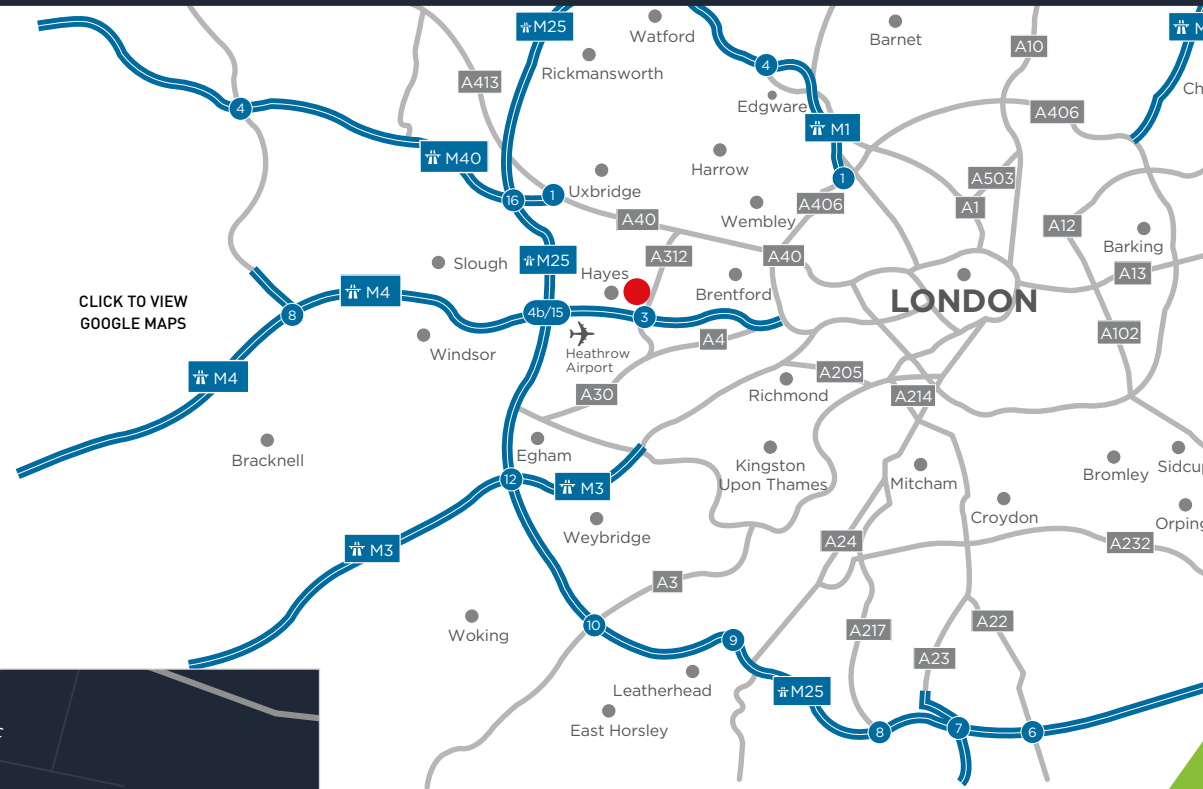 M25
Watford
Barnet
A10
Rickmansworth
A413
4
Edgware
4
A406
M1
M40
Harrow
A503
1
Uxbridge
1
16
A406
A1
Wembley
A40
A12
Barking
A312
A40
Slough
M25
Hayes
A13
M4
Brentford
CLICK TO VIEW
GOOGLE MAPS
LONDON
8
4b/15
3
A102
A4
Windsor
Heathrow
Airport
M4
A205
A30
Richmond
A214
Bracknell
Egham
Kingston
Upon Thames
Bromley
12
M3
Mitcham
Croydon
Weybridge
M3
A24
A232
A3
Woking
10
A217
A22
9
A23
Leatherhead
M25
East Horsley
8
7
6